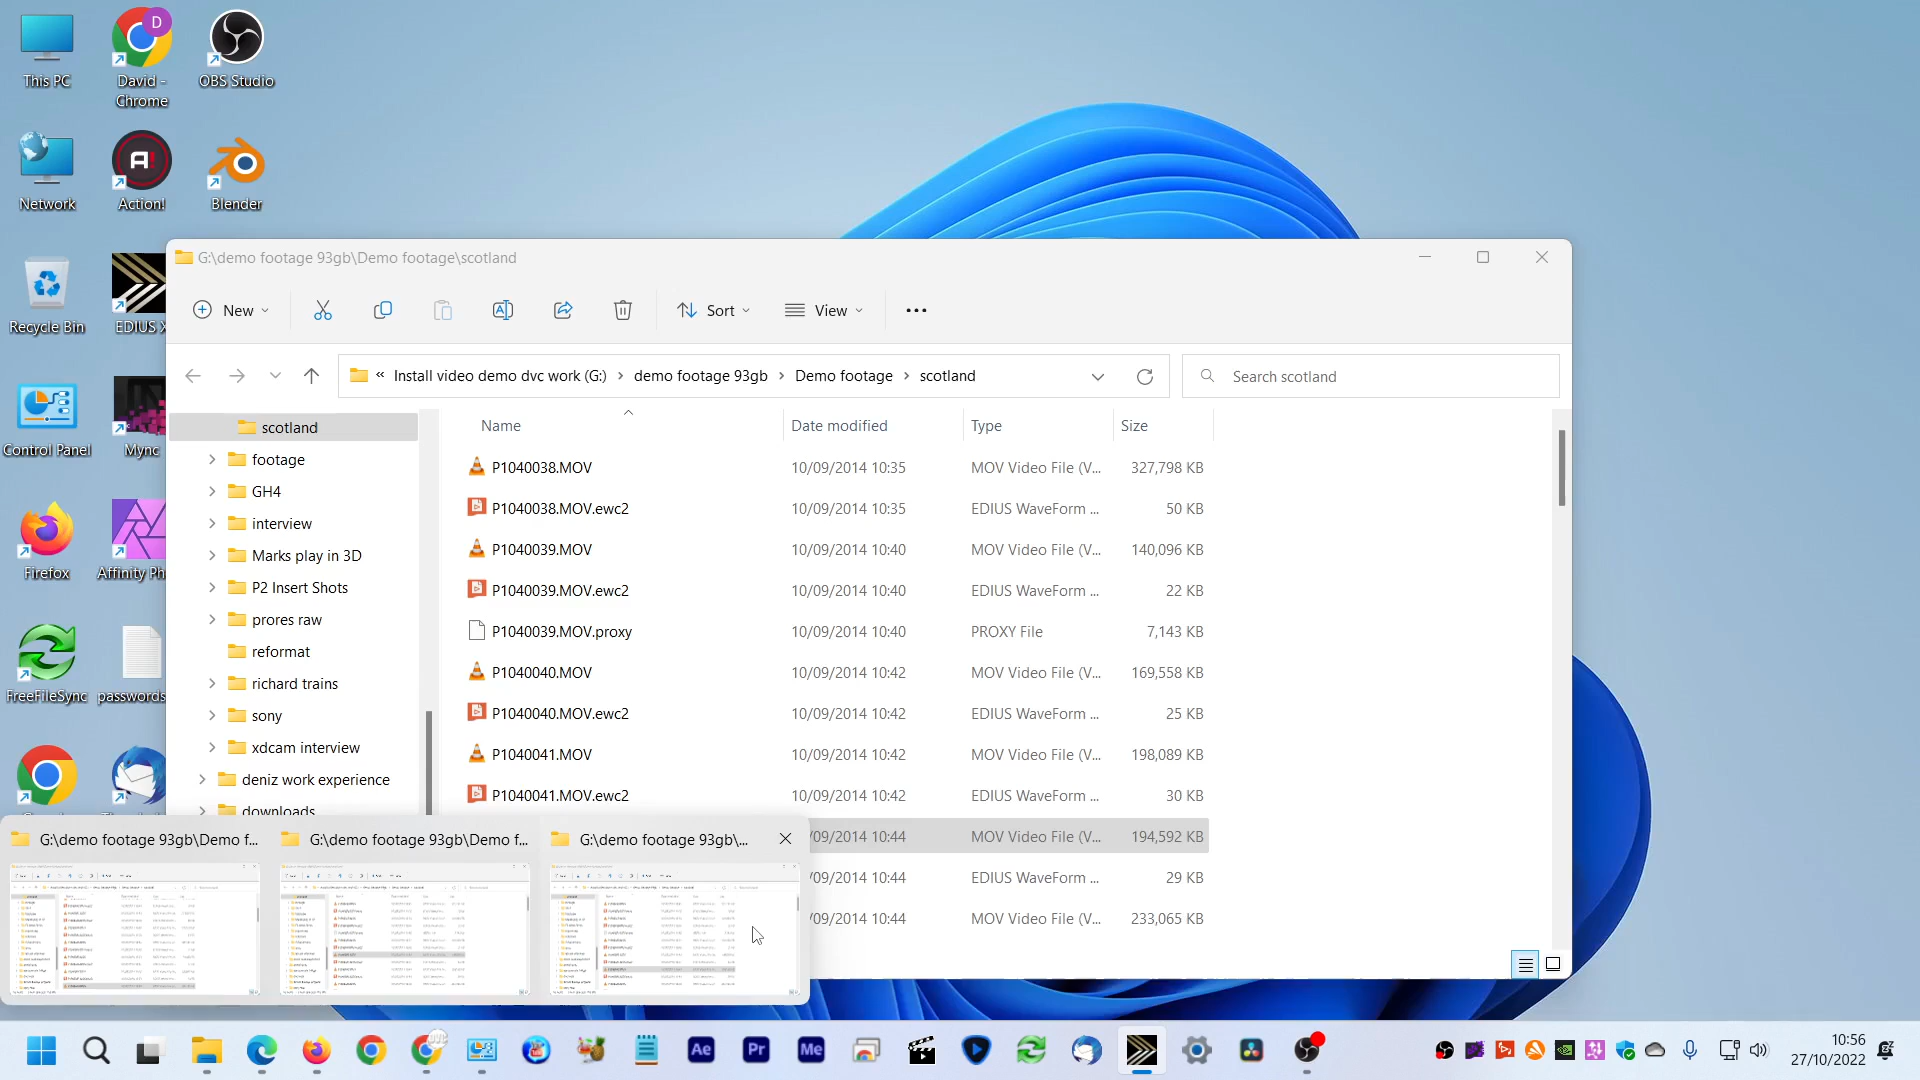 This PC
D
David -
Chrome
OBS Studio
Network
A!
Action!
Blender
Recycle Bin
EDIUS X
Control Panel
Mync
Firefox
Affinity Ph
FreeFileSync
passwords
G:\demo footage 93gb\Demo footage\scotland
New
Sort
View
« Install video demo dvc work (G:) › demo footage 93gb › Demo footage › scotland
Search scotland
scotland
footage
GH4
interview
Marks play in 3D
P2 Insert Shots
prores raw
reformat
richard trains
sony
xdcam interview
deniz work experience
downloads
Name Date modified Type Size
P1040038.MOV 10/09/2014 10:35 MOV Video File (V... 327,798 KB
P1040038.MOV.ewc2 10/09/2014 10:35 EDIUS WaveForm ... 50 KB
P1040039.MOV 10/09/2014 10:40 MOV Video File (V... 140,096 KB
P1040039.MOV.ewc2 10/09/2014 10:40 EDIUS WaveForm ... 22 KB
P1040039.MOV.proxy 10/09/2014 10:40 PROXY File 7,143 KB
P1040040.MOV 10/09/2014 10:42 MOV Video File (V... 169,558 KB
P1040040.MOV.ewc2 10/09/2014 10:42 EDIUS WaveForm ... 25 KB
P1040041.MOV 10/09/2014 10:42 MOV Video File (V... 198,089 KB
P1040041.MOV.ewc2 10/09/2014 10:42 EDIUS WaveForm ... 30 KB
/09/2014 10:44 MOV Video File (V... 194,592 KB
/09/2014 10:44 EDIUS WaveForm ... 29 KB
/09/2014 10:44 MOV Video File (V... 233,065 KB
G:\demo footage 93gb\Demo f...
G:\demo footage 93gb\Demo f...
G:\demo footage 93gb\...
Ae
Pr
Me
10:56
27/10/2022